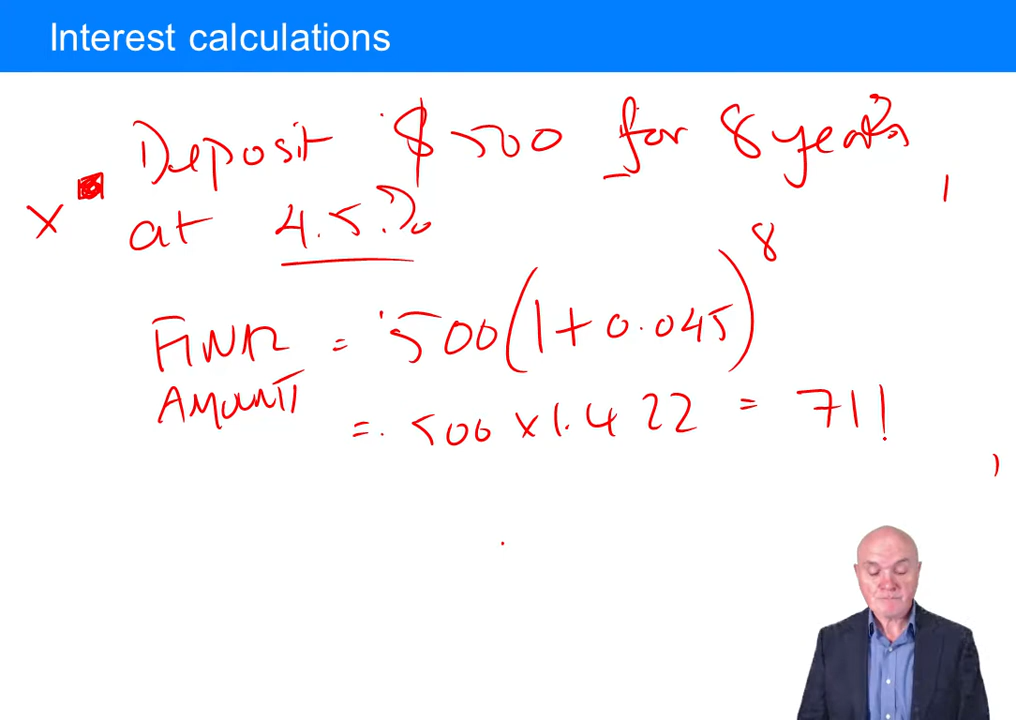 Interest calculations
Deposit $500 for 8 years
at 4.5%
FINAL = 500(1+0.045)^8
AMOUNT
= 500 x 1.422 = 711